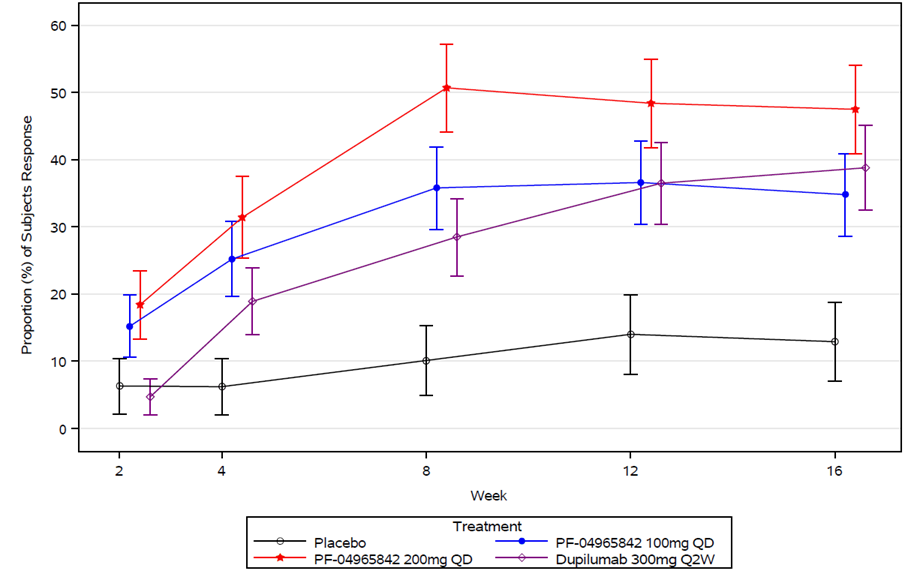 Proportion (%) of Subjects Response
60
50
40
30
20
10
0
2 4 8 12 16
Week
Treatment
Placebo PF-04965842 100mg QD
PF-04965842 200mg QD Dupilumab 300mg Q2W